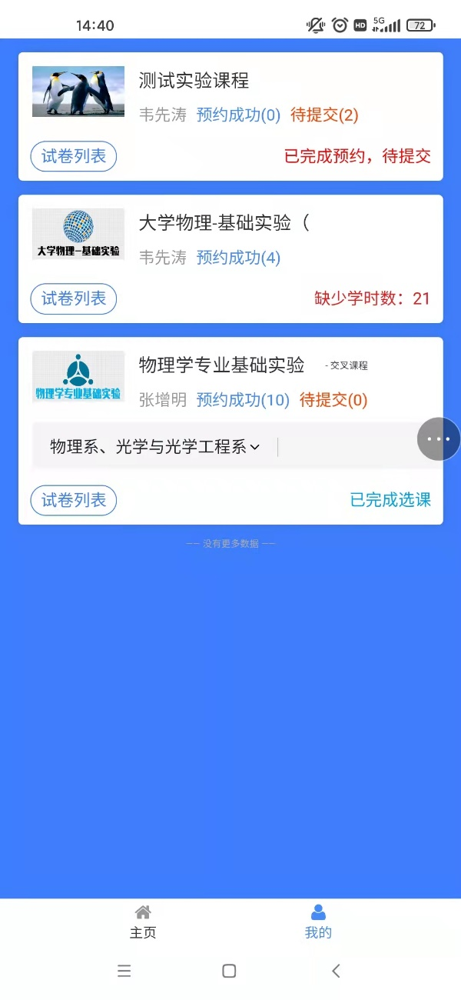 14:40
HD 5G 72
测试实验课程
韦先涛 预约成功(0) 待提交(2)
试卷列表 已完成预约，待提交
大学物理-基础实验（
大学物理-基础实验
韦先涛 预约成功(4)
试卷列表 缺少学时数：21
物理学专业基础实验 - 交叉课程
物理学专业基础实验
张增明 预约成功(10) 待提交(0)
物理系、光学与光学工程系
试卷列表 已完成选课
—— 没有更多数据 ——
主页 我的